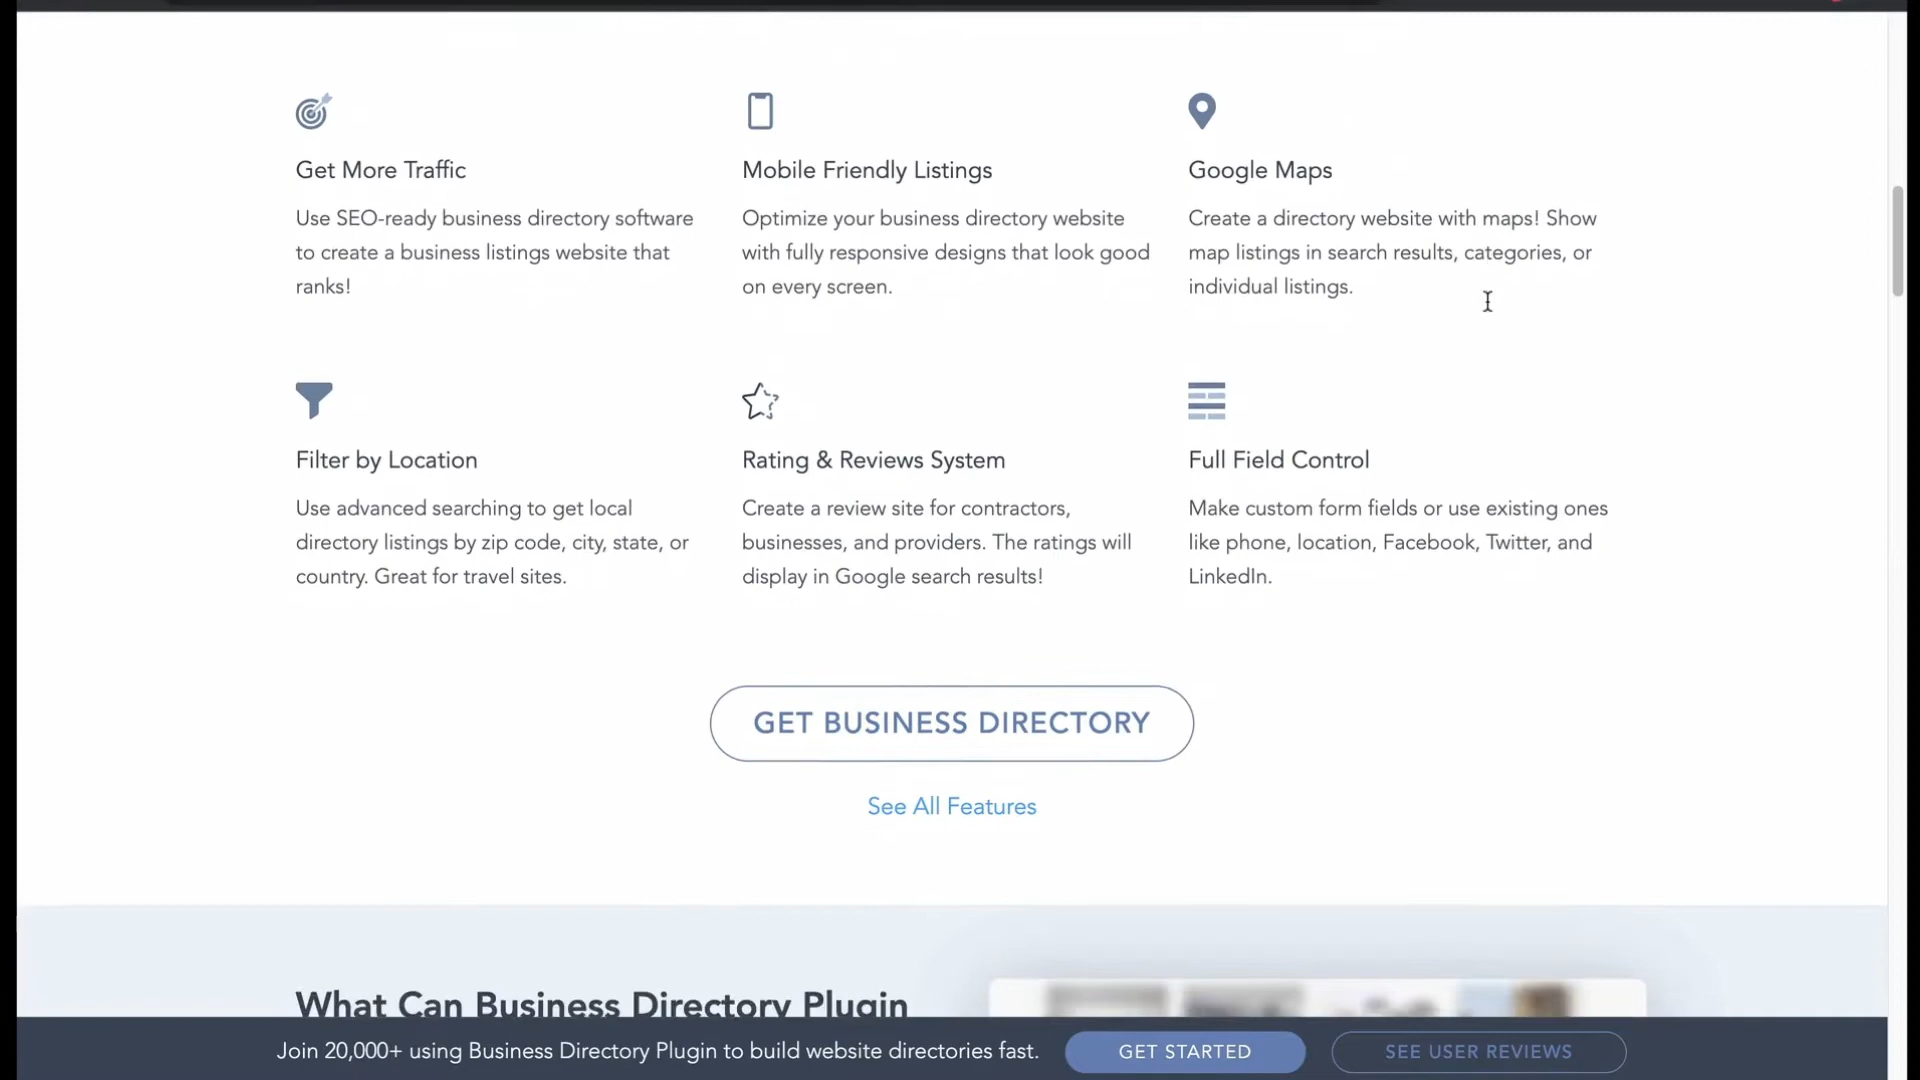 Get More Traffic
Use SEO-ready business directory software
to create a business listings website that
ranks!
Mobile Friendly Listings
Optimize your business directory website
with fully responsive designs that look good
on every screen.
Google Maps
Create a directory website with maps! Show
map listings in search results, categories, or
individual listings.
Filter by Location
Use advanced searching to get local
directory listings by zip code, city, state, or
country. Great for travel sites.
Rating & Reviews System
Create a review site for contractors,
businesses, and providers. The ratings will
display in Google search results!
Full Field Control
Make custom form fields or use existing ones
like phone, location, Facebook, Twitter, and
LinkedIn.
GET BUSINESS DIRECTORY
See All Features
What Can Business Directory Plugin
Join 20,000+ using Business Directory Plugin to build website directories fast.
GET STARTED
SEE USER REVIEWS